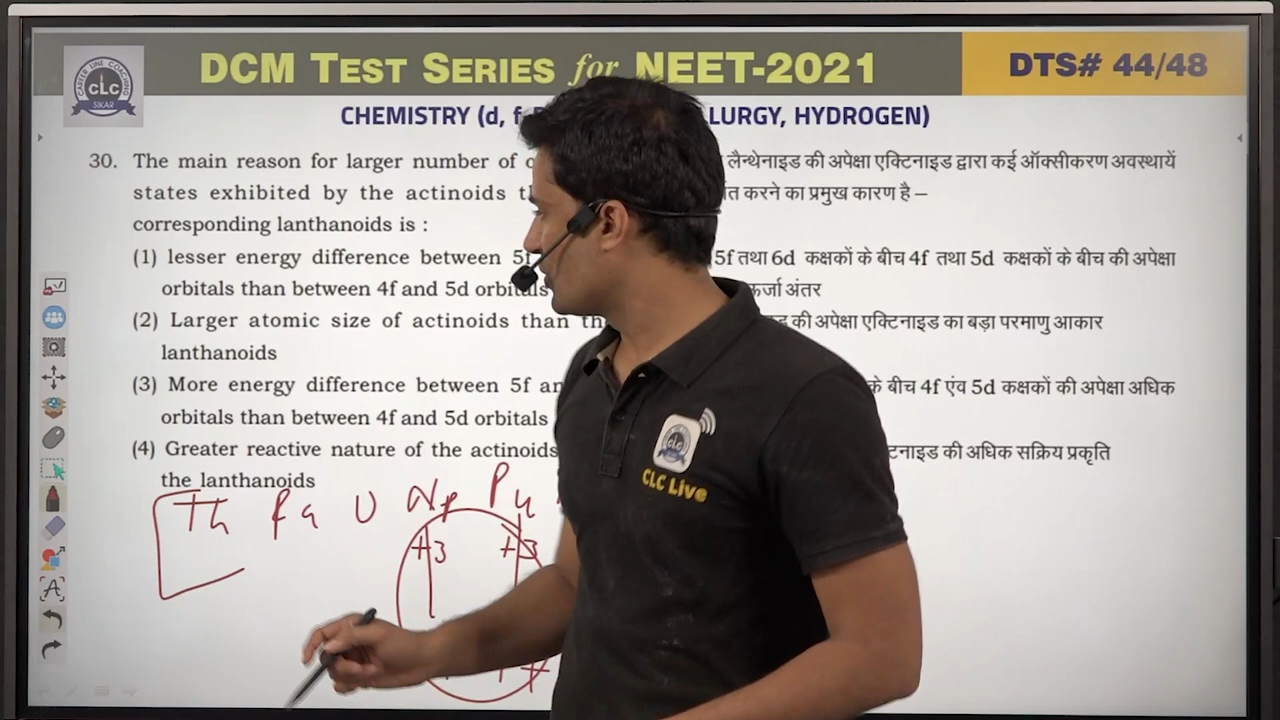 DCM TEST SERIES for NEET-2021
DTS# 44/48
CAREER LINE COACHING
CLC
SIKAR
CHEMISTRY (d, LLURGY, HYDROGEN)
30. The main reason for larger number of
states exhibited by the actinoids
corresponding lanthanoids is :
(1) lesser energy difference between 5f
orbitals than between 4f and 5d orbitals
(2) Larger atomic size of actinoids than
lanthanoids
(3) More energy difference between 5f
orbitals than between 4f and 5d orbitals
(4) Greater reactive nature of the actinoids
the lanthanoids
लैन्थेनाइड की अपेक्षा एक्टिनाइड द्वारा कई ऑक्सीकरण अवस्थायें
करने का प्रमुख कारण है –
5f तथा 6d कक्षकों के बीच 4f तथा 5d कक्षकों के बीच की अपेक्षा
ऊर्जा अंतर
की अपेक्षा एक्टिनाइड का बड़ा परमाणु आकार
के बीच 4f एंव 5d कक्षकों की अपेक्षा अधिक
की अधिक सक्रिय प्रकृति
Th Pa U Np Pu
+3 +3
CLC
CLC Live